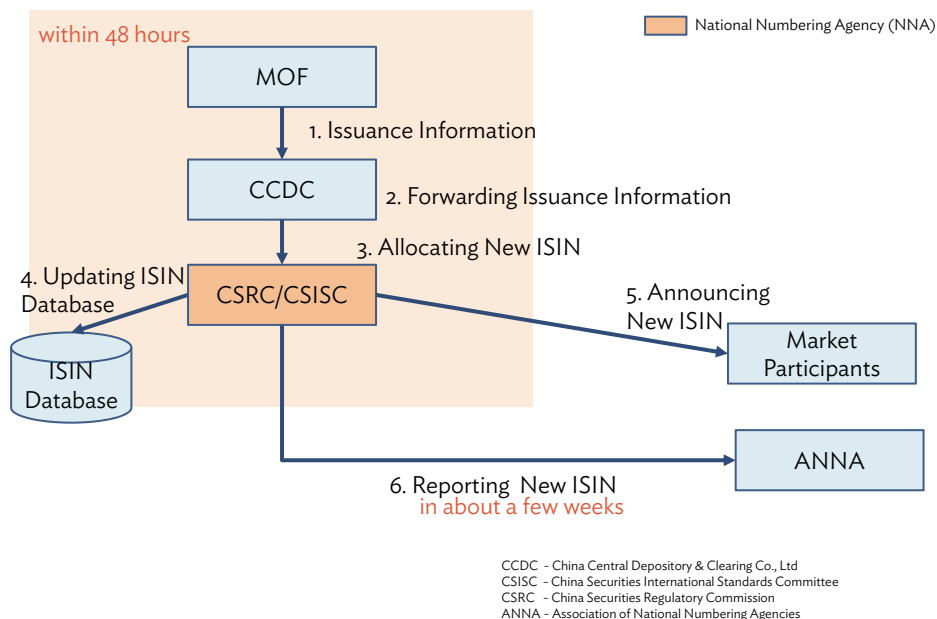 within 48 hours
National Numbering Agency (NNA)
MOF
1. Issuance Information
CCDC
2. Forwarding Issuance Information
3. Allocating New ISIN
4. Updating ISIN
Database
CSRC/CSISC
5. Announcing
New ISIN
Market
Participants
ISIN
Database
ANNA
6. Reporting New ISIN
in about a few weeks
CCDC - China Central Depository & Clearing Co., Ltd
CSISC - China Securities International Standards Committee
CSRC - China Securities Regulatory Commission
ANNA - Association of National Numbering Agencies